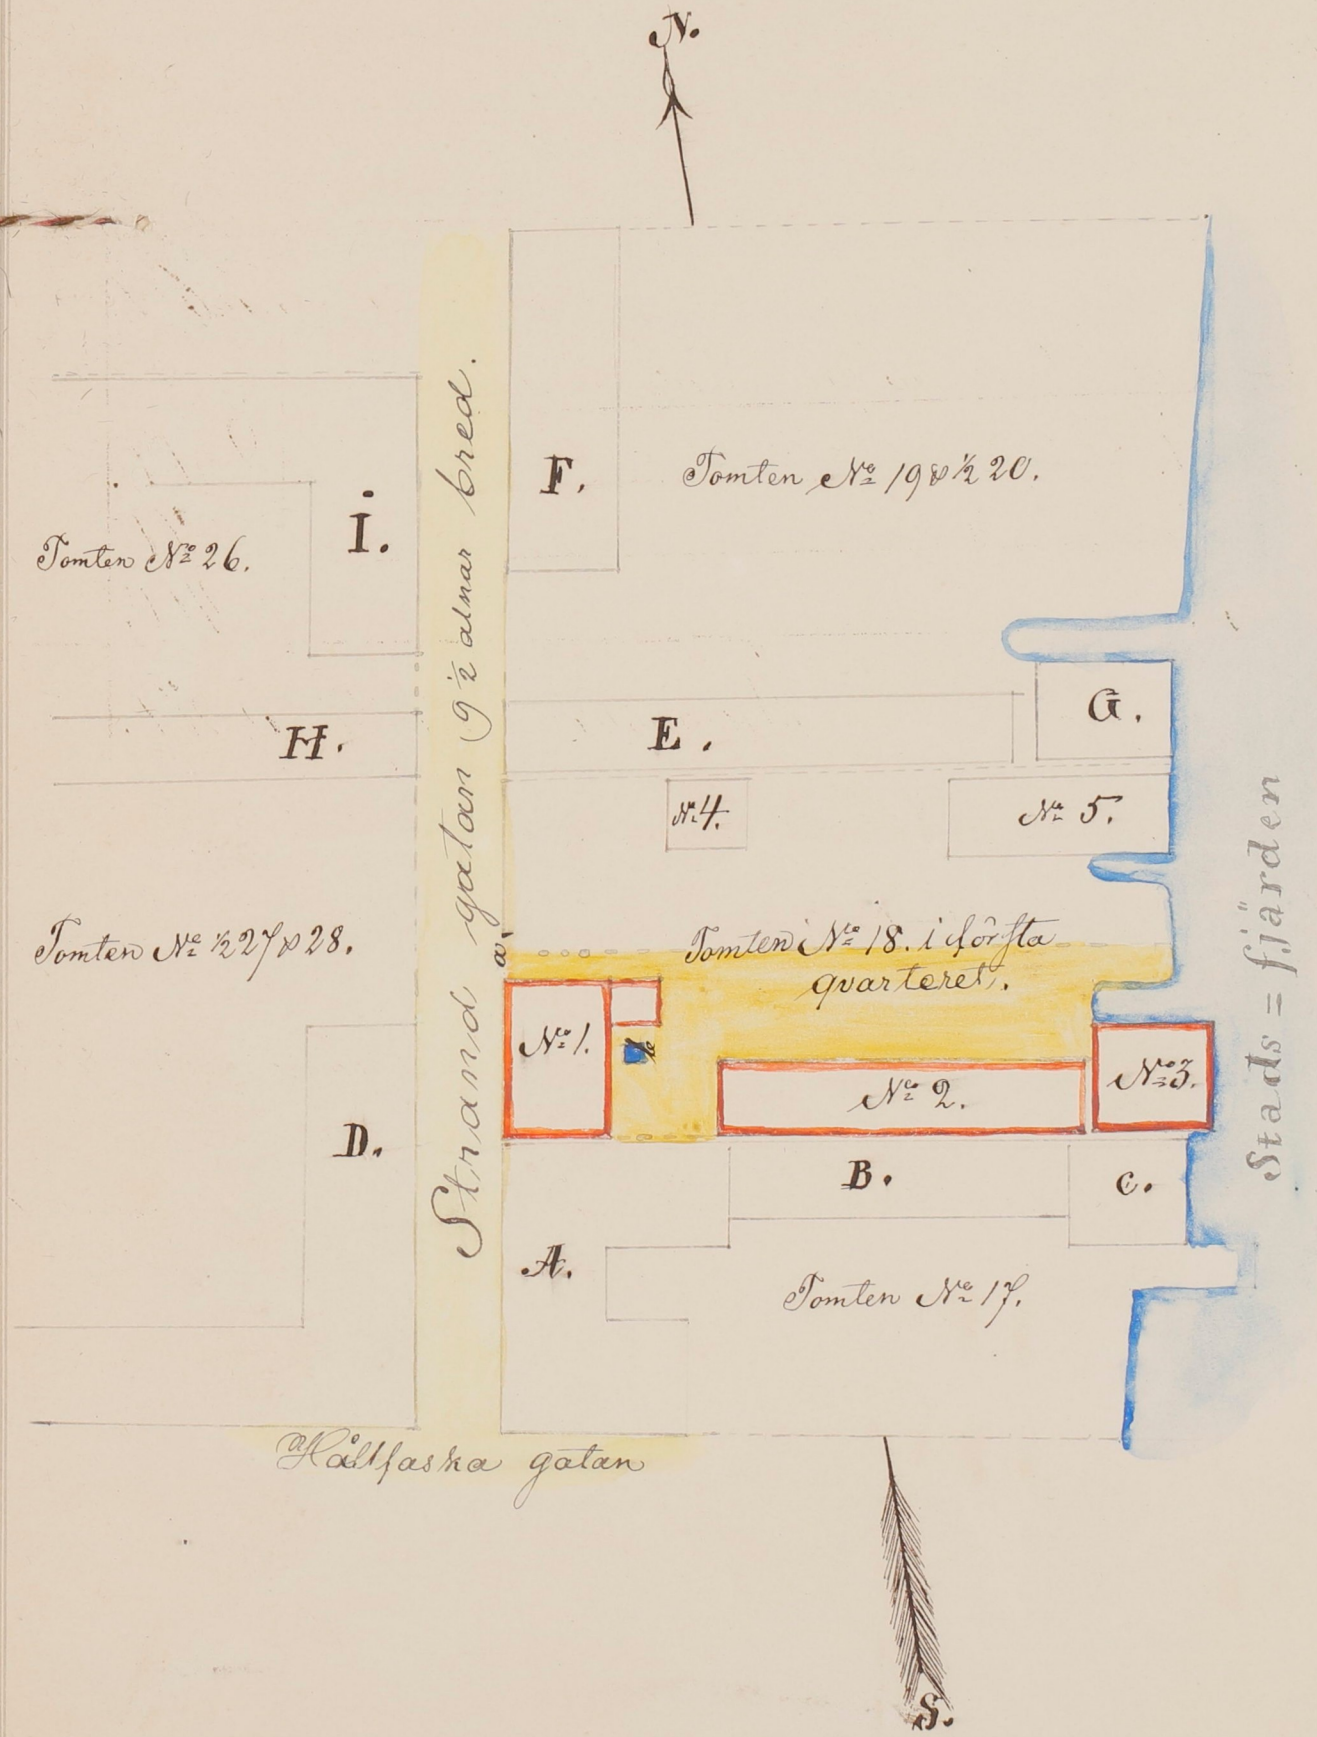 N.
F.
Tomten No 19 & ½ 20.
I.
Tomten No 26.
Strand gatan 9 ½ alnar bred.
H.
E.
G.
No 4.
No 5.
Stads = fjärden
Tomten No ½ 27 & 28.
a.
Tomten No 18. i första
qvarteret.
No 1.
No 2.
No 3.
D.
B.
C.
A.
Tomten No 17.
gatan
S.